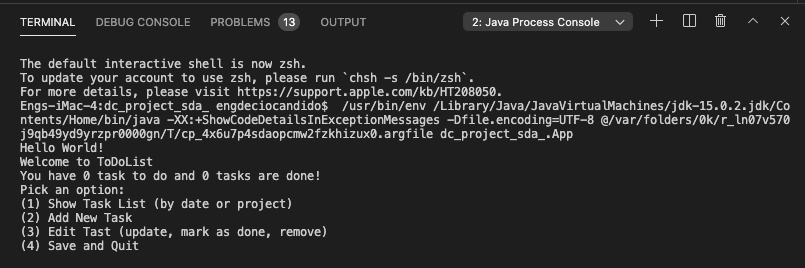 TERMINAL DEBUG CONSOLE PROBLEMS 13 OUTPUT 2: Java Process Console
The default interactive shell is now zsh.
To update your account to use zsh, please run `chsh -s /bin/zsh`.
For more details, please visit https://support.apple.com/kb/HT208050.
Engs-iMac-4:dc_project_sda_ engdeciocandido$  /usr/bin/env /Library/Java/JavaVirtualMachines/jdk-15.0.2.jdk/Co
ntents/Home/bin/java -XX:+ShowCodeDetailsInExceptionMessages -Dfile.encoding=UTF-8 @/var/folders/0k/r_ln07v570
j9qb49yd9yrzpr0000gn/T/cp_4x6u7p4sdaopcmw2fzkhizux0.argfile dc_project_sda_.App
Hello World!
Welcome to ToDoList
You have 0 task to do and 0 tasks are done!
Pick an option:
(1) Show Task List (by date or project)
(2) Add New Task
(3) Edit Tast (update, mark as done, remove)
(4) Save and Quit